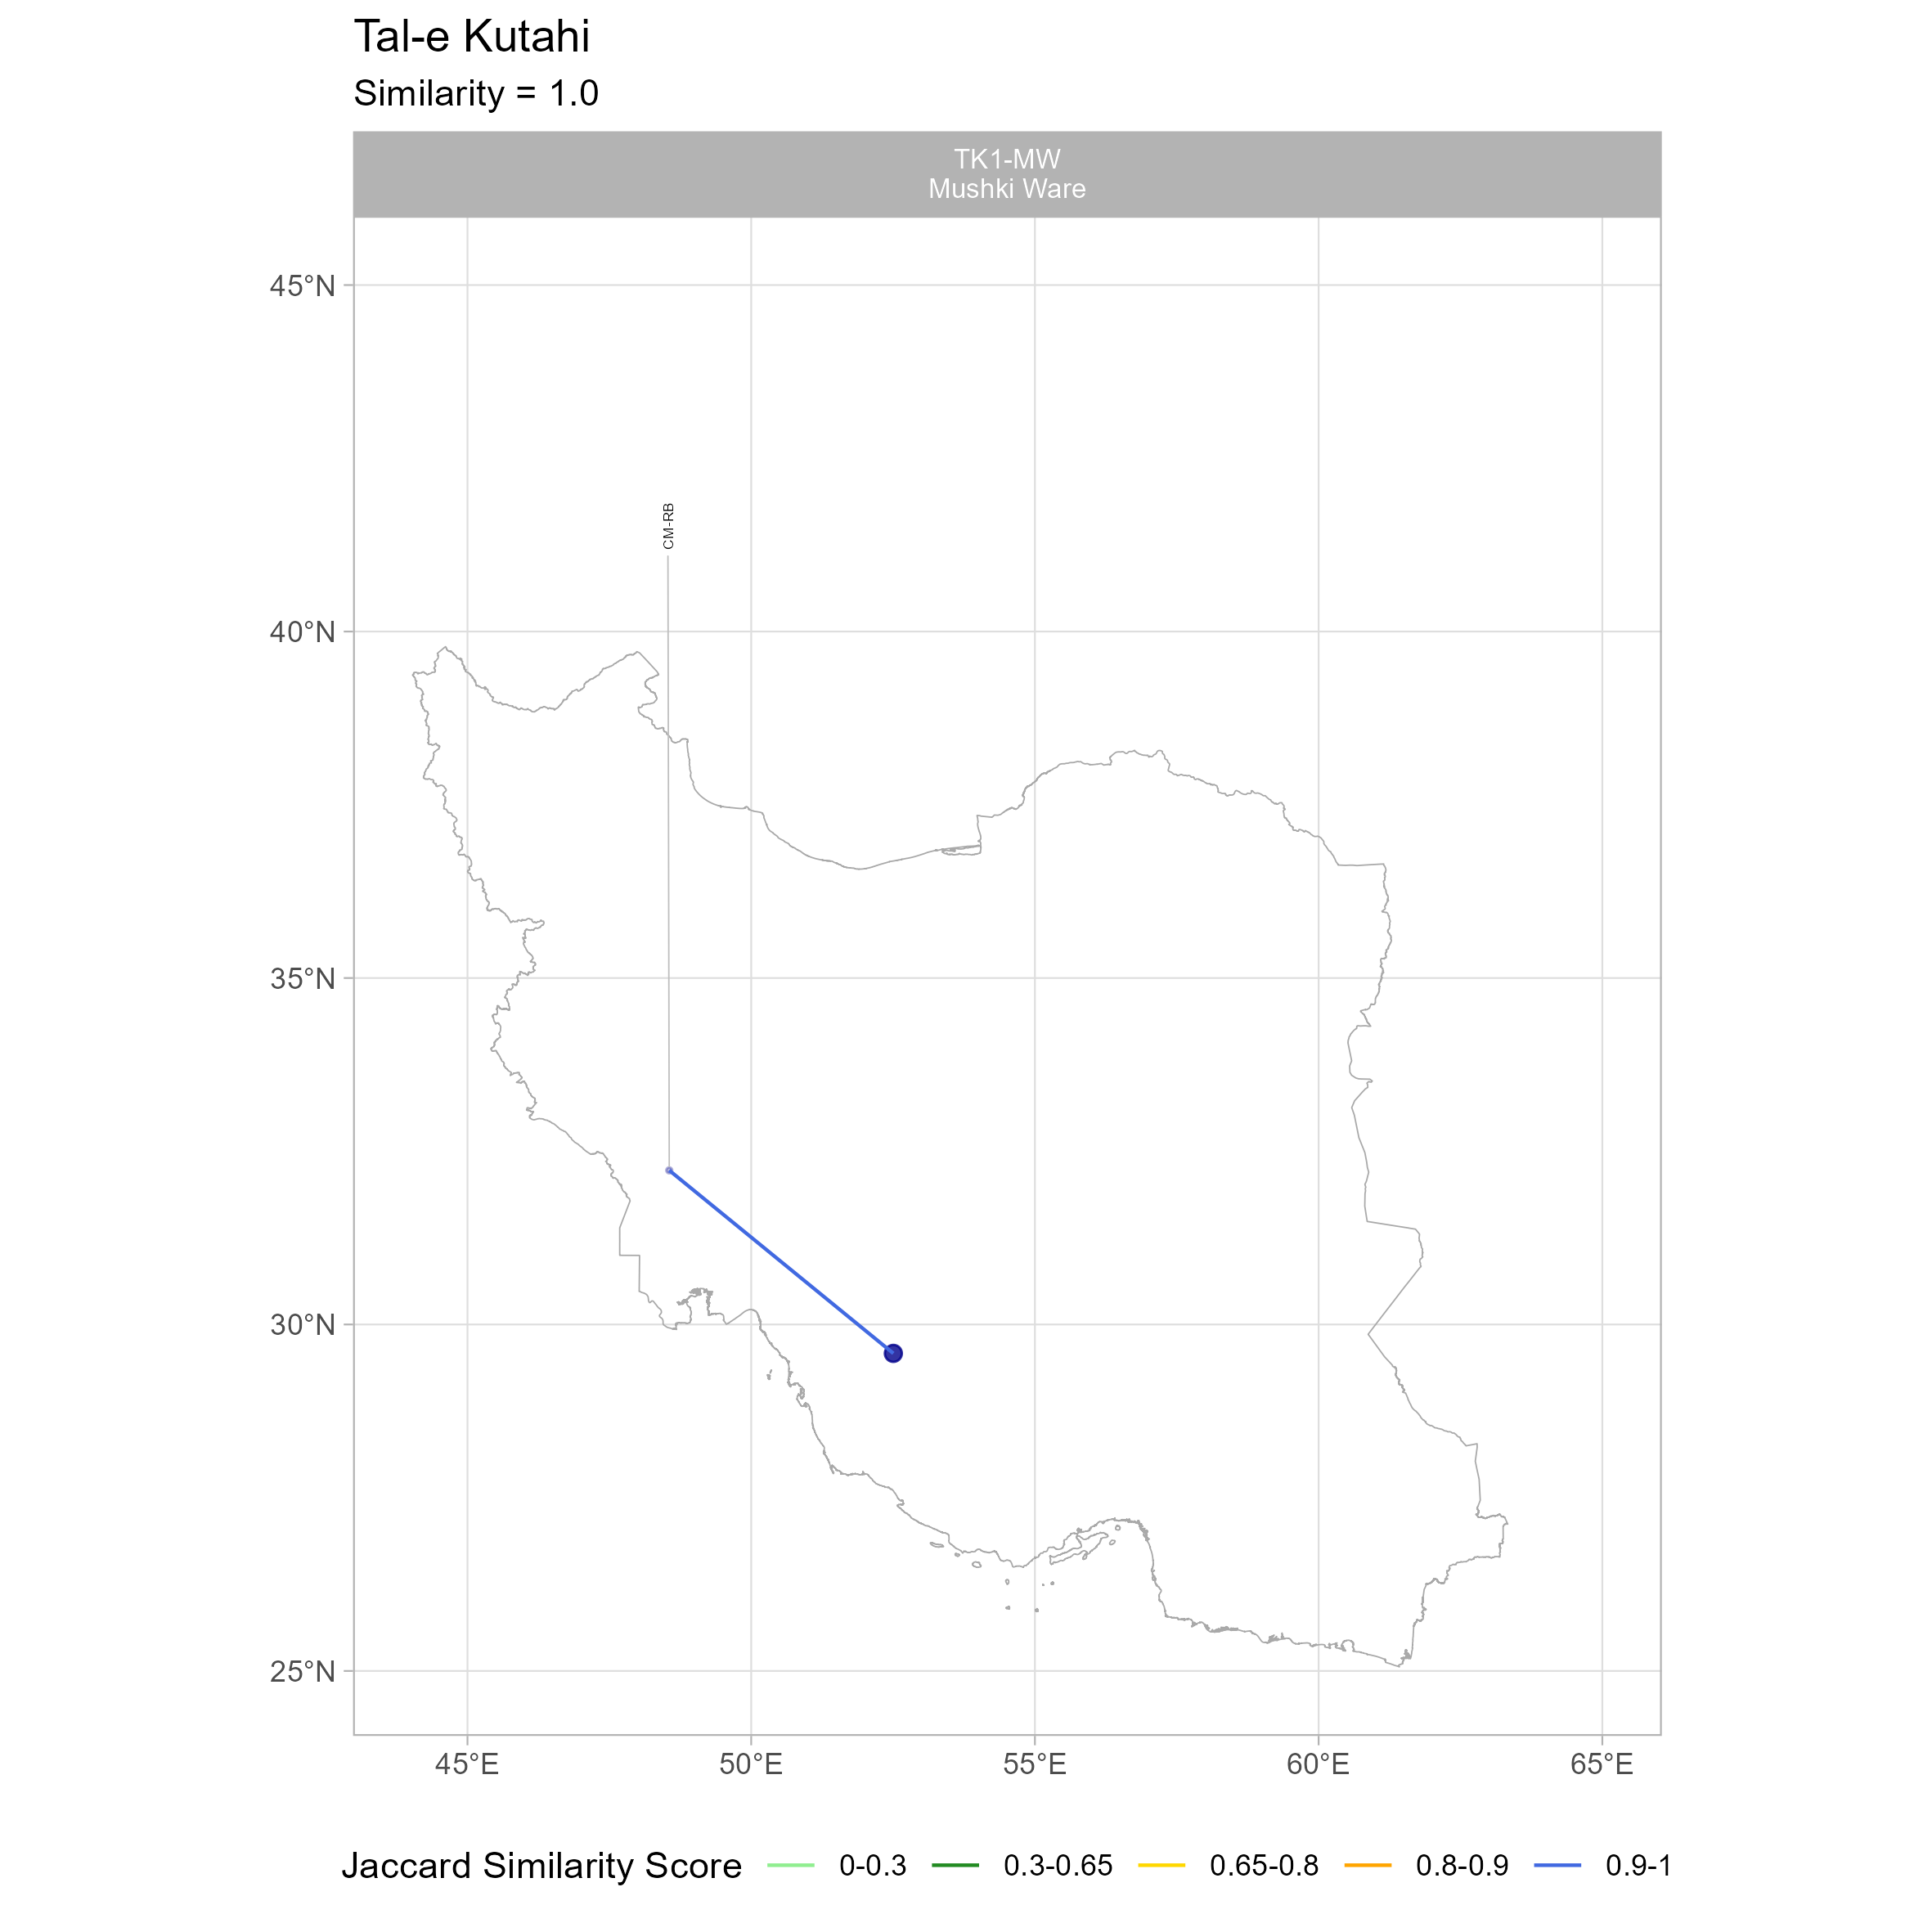 Tal-e Kutahi
Similarity = 1.0
TK1-MW
Mushki Ware
45°N
CM-RB
40°N
35°N
30°N
25°N
45°E 50°E 55°E 60°E 65°E
Jaccard Similarity Score 0-0.3 0.3-0.65 0.65-0.8 0.8-0.9 0.9-1